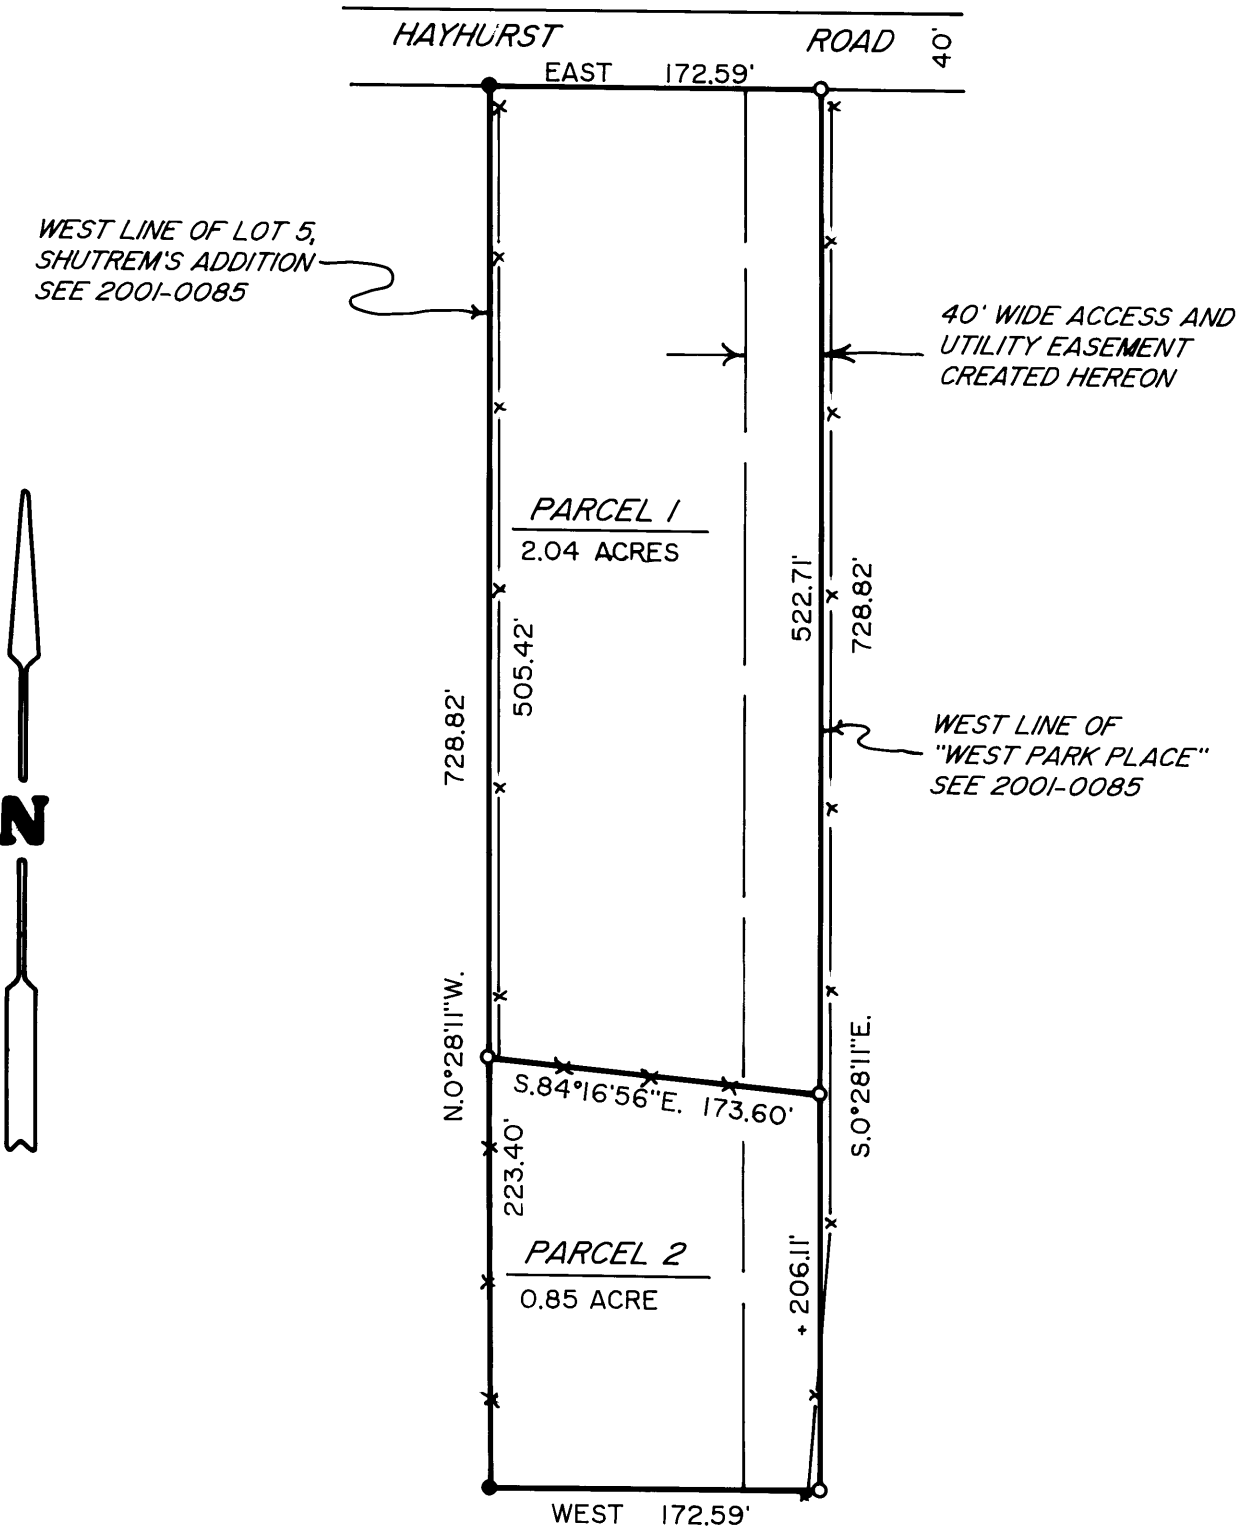 HAYHURST ROAD 40'
EAST 172.59'
WEST LINE OF LOT 5,
SHUTREM'S ADDITION
SEE 2001-0085
40' WIDE ACCESS AND
UTILITY EASEMENT
CREATED HEREON
PARCEL 1
2.04 ACRES
522.71'
728.82'
505.42'
728.82'
WEST LINE OF
"WEST PARK PLACE"
SEE 2001-0085
N
N.0°28'11"W.
S.0°28'11"E.
S.84°16'56"E. 173.60'
223.40'
PARCEL 2
0.85 ACRE
+ 206.11'
WEST 172.59'